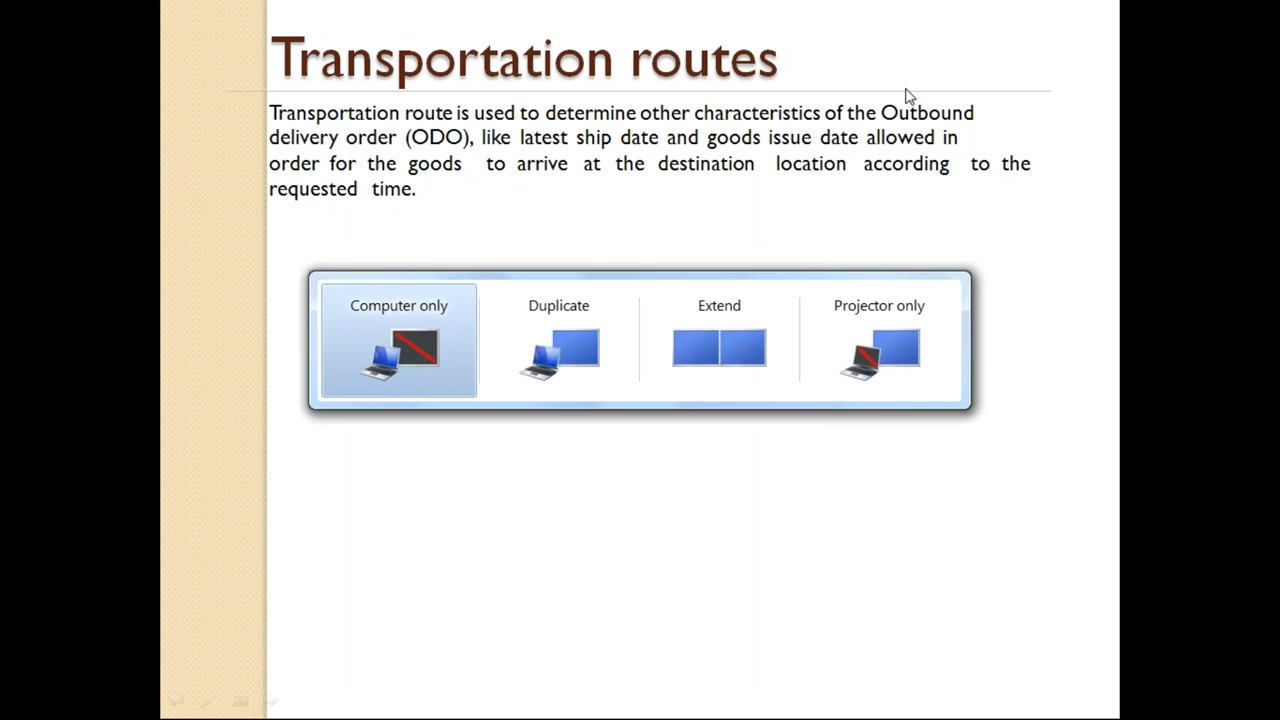 Transportation routes
Transportation route is used to determine other characteristics of the Outbound
delivery order (ODO), like latest ship date and goods issue date allowed in
order for the goods to arrive at the destination location according to the
requested time.
Computer only
Duplicate
Extend
Projector only